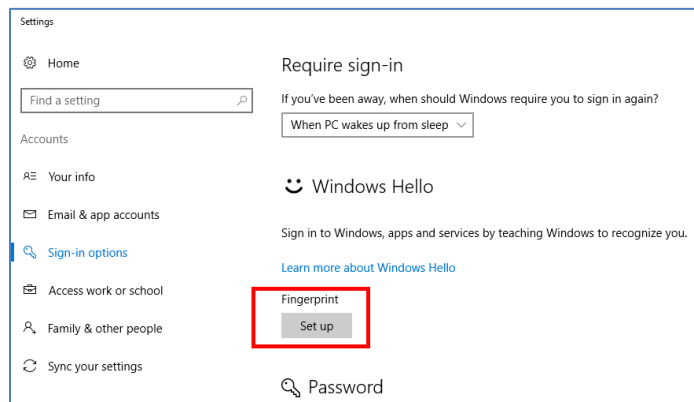 Settings
Home
Find a setting
Accounts
Your info
Email & app accounts
Sign-in options
Access work or school
Family & other people
Sync your settings
Require sign-in
If you've been away, when should Windows require you to sign in again?
When PC wakes up from sleep
Windows Hello
Sign in to Windows, apps and services by teaching Windows to recognize you.
Learn more about Windows Hello
Fingerprint
Set up
Password